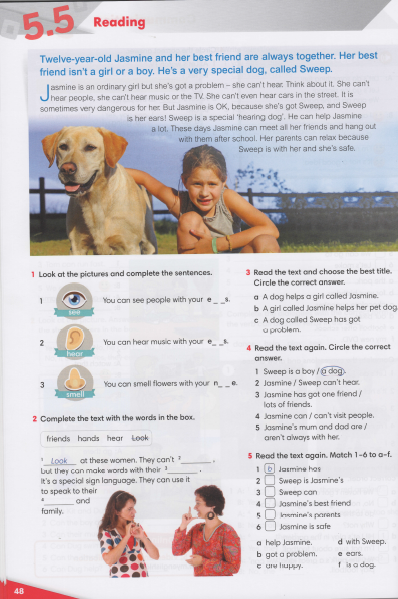 5.5 Reading
Twelve-year-old Jasmine and her best friend are always together. Her best
friend isn't a girl or a boy. He's a very special dog, called Sweep.
Jasmine is an ordinary girl but she's got a problem – she can't hear. Think about it. She can't
hear people, she can't hear music or the TV. She can't even hear cars in the street. It is
sometimes very dangerous for her. But Jasmine is OK, because she's got Sweep, and Sweep
is her ears! Sweep is a special 'hearing dog'. He can help Jasmine
a lot. These days Jasmine can meet all her friends and hang out
with them after school. Her parents can relax because
Sweep is with her and she's safe.
1 Look at the pictures and complete the sentences.
1 You can see people with your e_ _s.
see
2 You can hear music with your e_ _s.
hear
3 You can smell flowers with your n_ _e.
smell
2 Complete the text with the words in the box.
friends hands hear Look
1 Look at these women. They can't 2______,
but they can make words with their 3______.
It's a special sign language. They can use it
to speak to their
4______ and
family.
3 Read the text and choose the best title.
Circle the correct answer.
a A dog helps a girl called Jasmine.
b A girl called Jasmine helps her pet dog.
c A dog called Sweep has got
a problem.
4 Read the text again. Circle the correct
answer.
1 Sweep is a boy / a dog.
2 Jasmine / Sweep can't hear.
3 Jasmine has got one friend /
lots of friends.
4 Jasmine can / can't visit people.
5 Jasmine's mum and dad are /
aren't always with her.
5 Read the text again. Match 1–6 to a–f.
1 b Jasmine has
2 Sweep is Jasmine's
3 Sweep can
4 Jasmine's best friend
5 Jasmine's parents
6 Jasmine is safe
a help Jasmine. d with Sweep.
b got a problem. e ears.
c are happy. f is a dog.
48